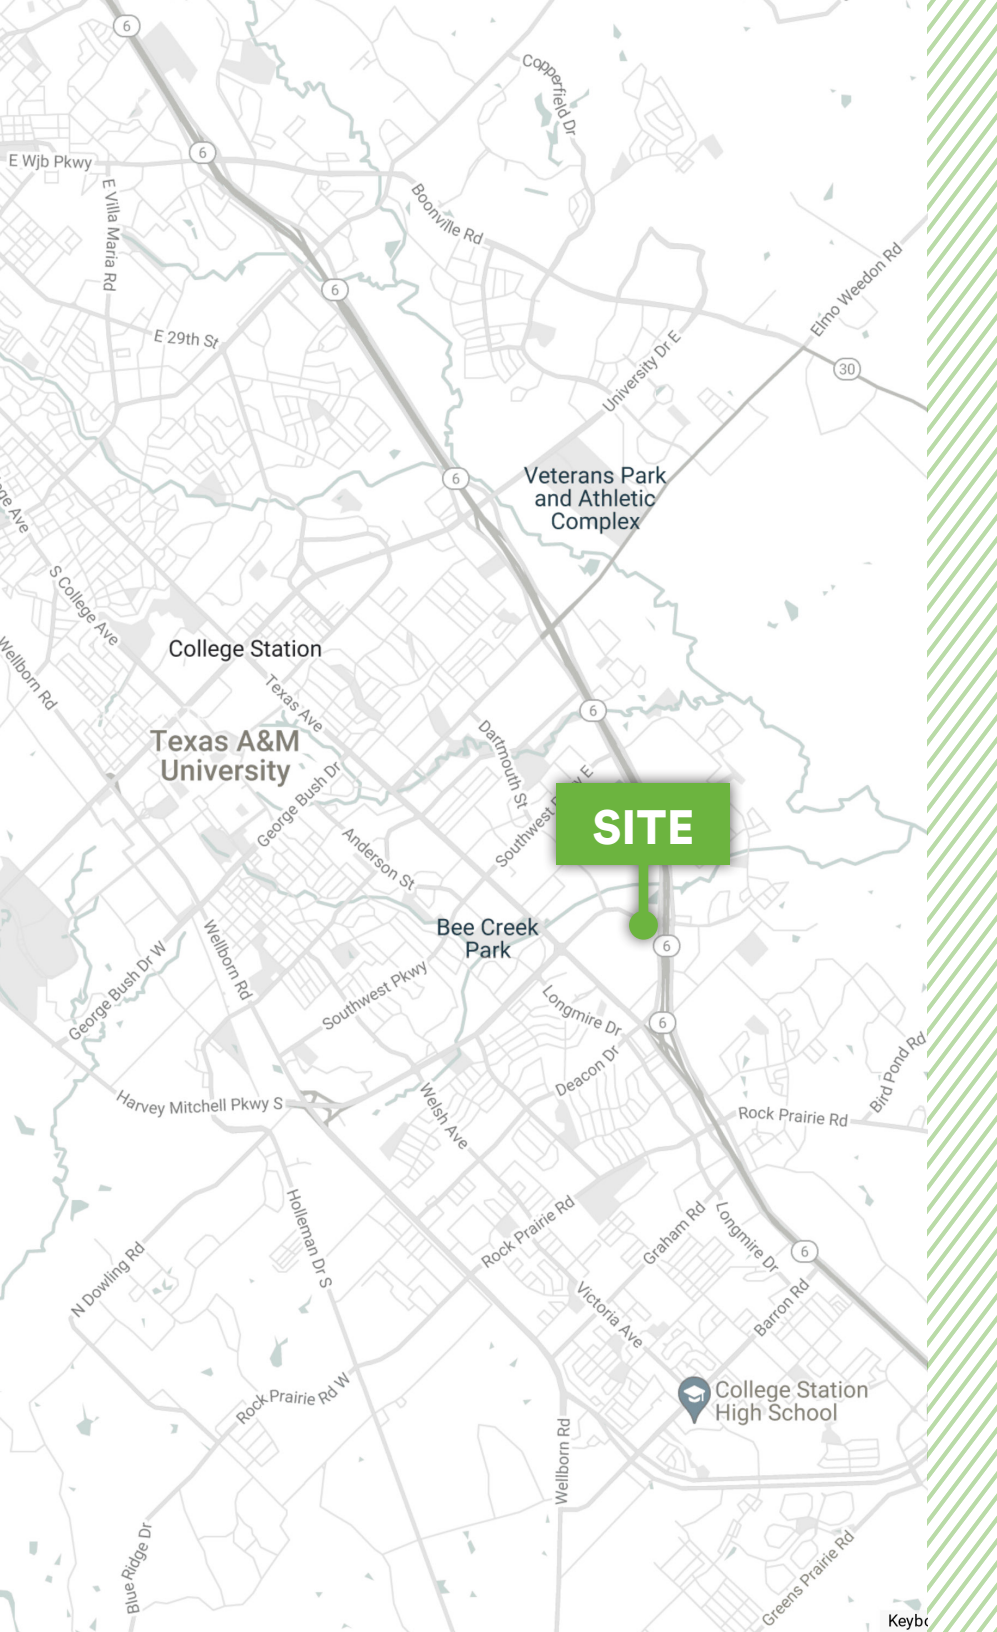 6
Copperfield Dr
6
E Wjb Pkwy
E Villa Maria Rd
Boonville Rd
Elmo Weedon Rd
6
E 29th St
University Dr E
30
6
Veterans Park
and Athletic
Complex
S College Ave
College Station
Wellborn Rd
Texas Ave
6
Texas A&M
University
Dartmouth St
George Bush Dr
Southwest
E
SITE
Anderson St
Bee Creek
Park
6
Wellborn Rd
George Bush Dr W
Southwest Pkwy
Longmire Dr
6
Deacon Dr
Bird Pond Rd
Harvey Mitchell Pkwy S
Welsh Ave
Rock Prairie Rd
Holleman Dr S
Rock Prairie Rd
Graham Rd
Longmire Dr
6
N Dowling Rd
Victoria Ave
Barron Rd
Rock Prairie Rd W
College Station
High School
Wellborn Rd
Blue Ridge Dr
Greens Prairie Rd